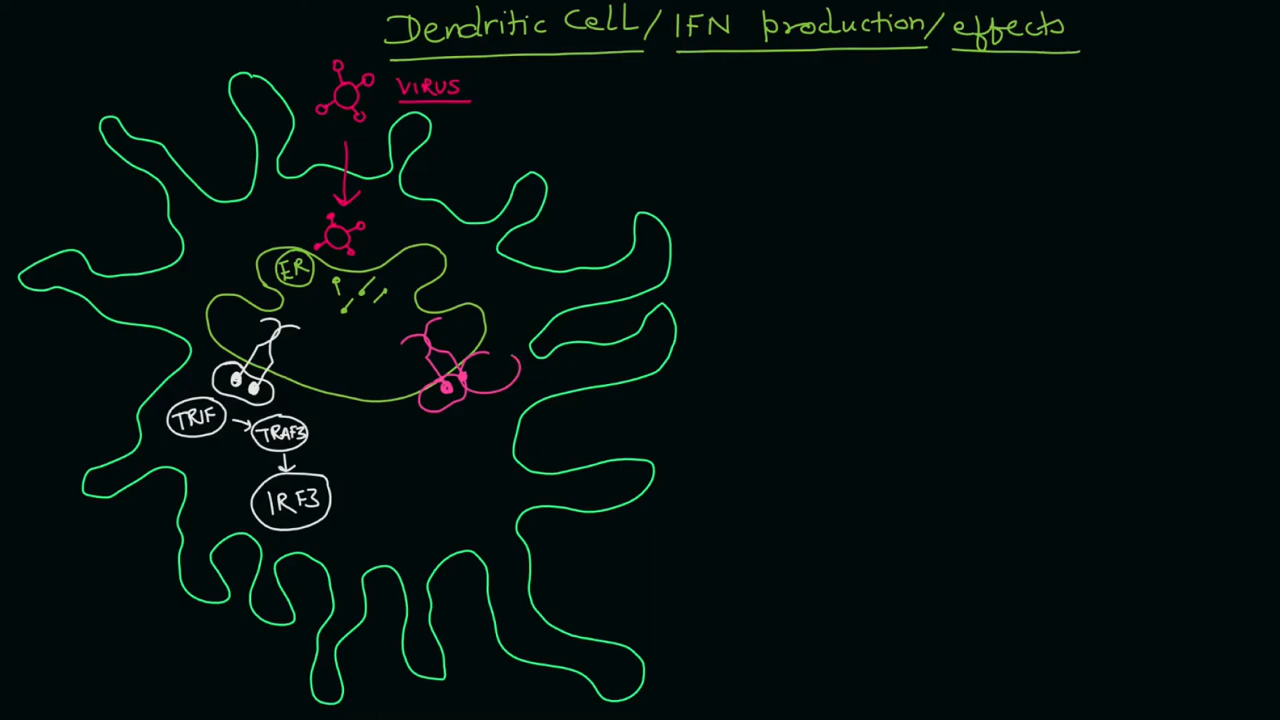 Dendritic Cell/IFN production/effects
VIRUS
ER
TRIF
TRAF3
IRF3